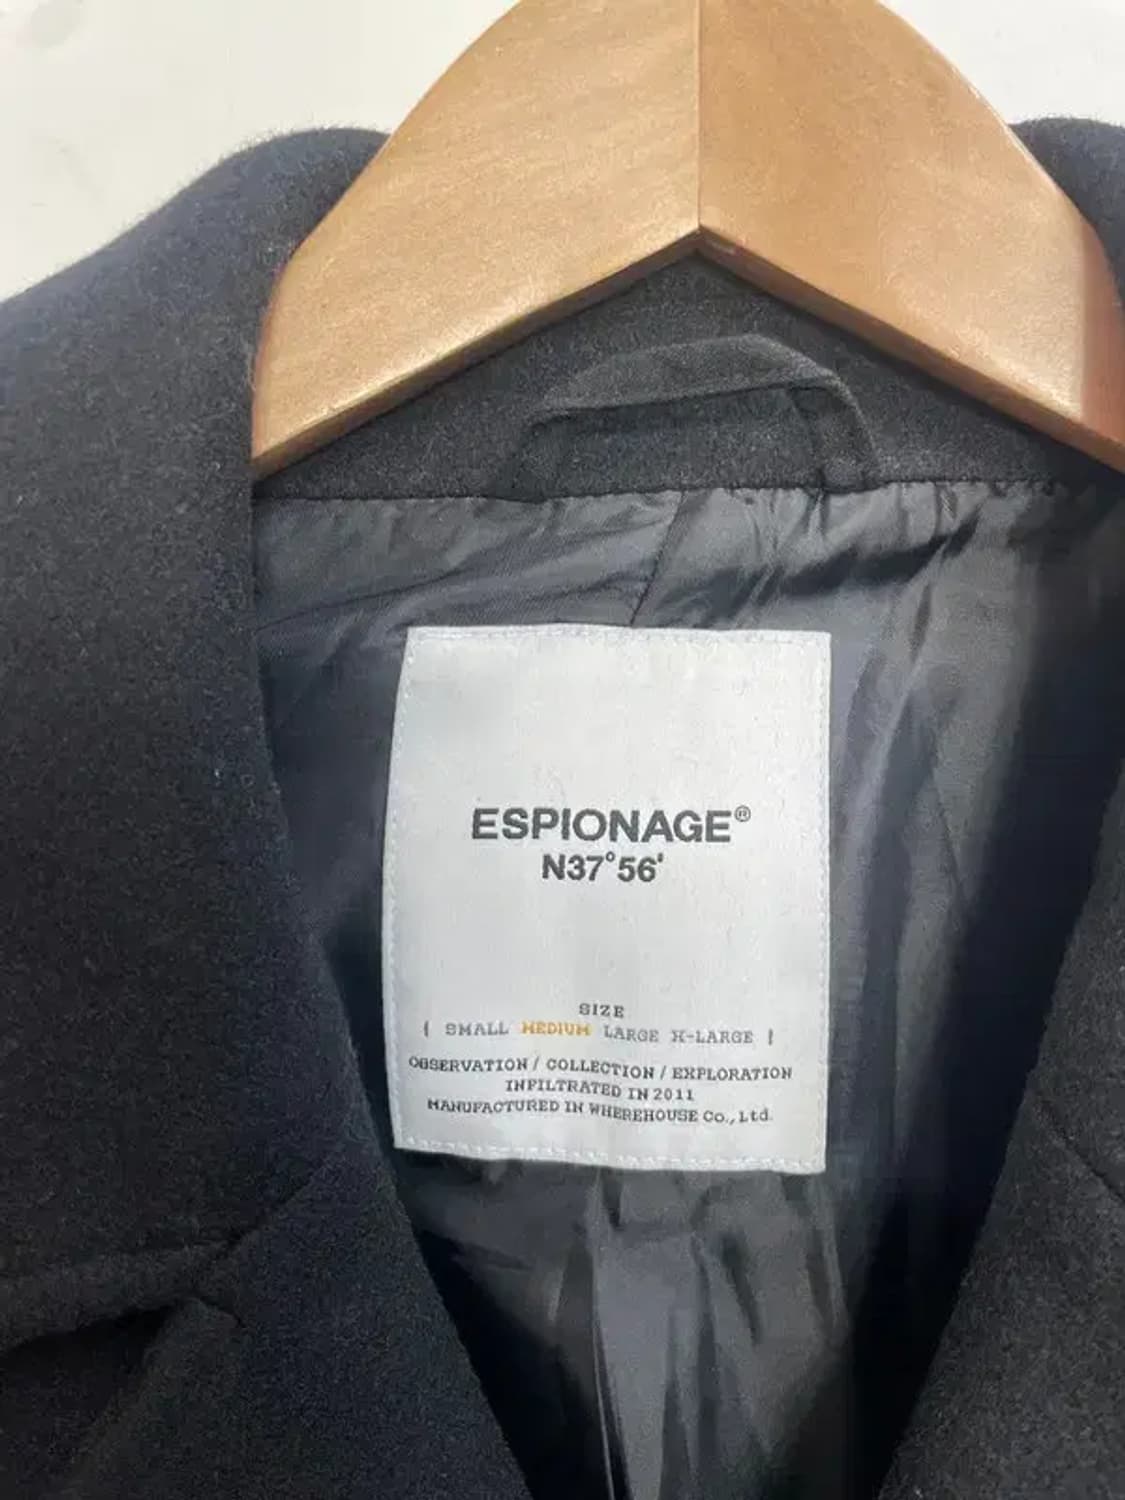 ESPIONAGE®
N37°56'
SIZE
{ SMALL MEDIUM LARGE X-LARGE }
OBSERVATION / COLLECTION / EXPLORATION
INFILTRATED IN 2011
MANUFACTURED IN WHEREHOUSE Co., Ltd.